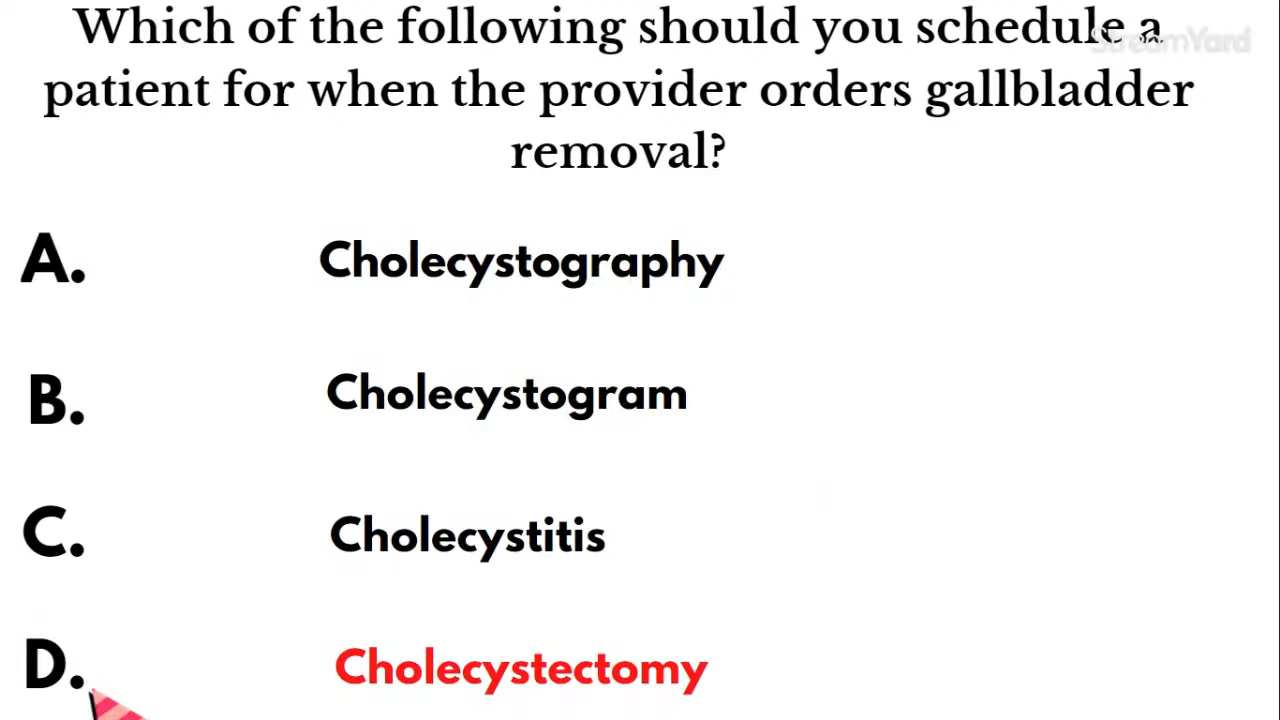 Which of the following should you schedule a
StreamYard
patient for when the provider orders gallbladder
removal?
A. Cholecystography
B. Cholecystogram
C. Cholecystitis
D. Cholecystectomy